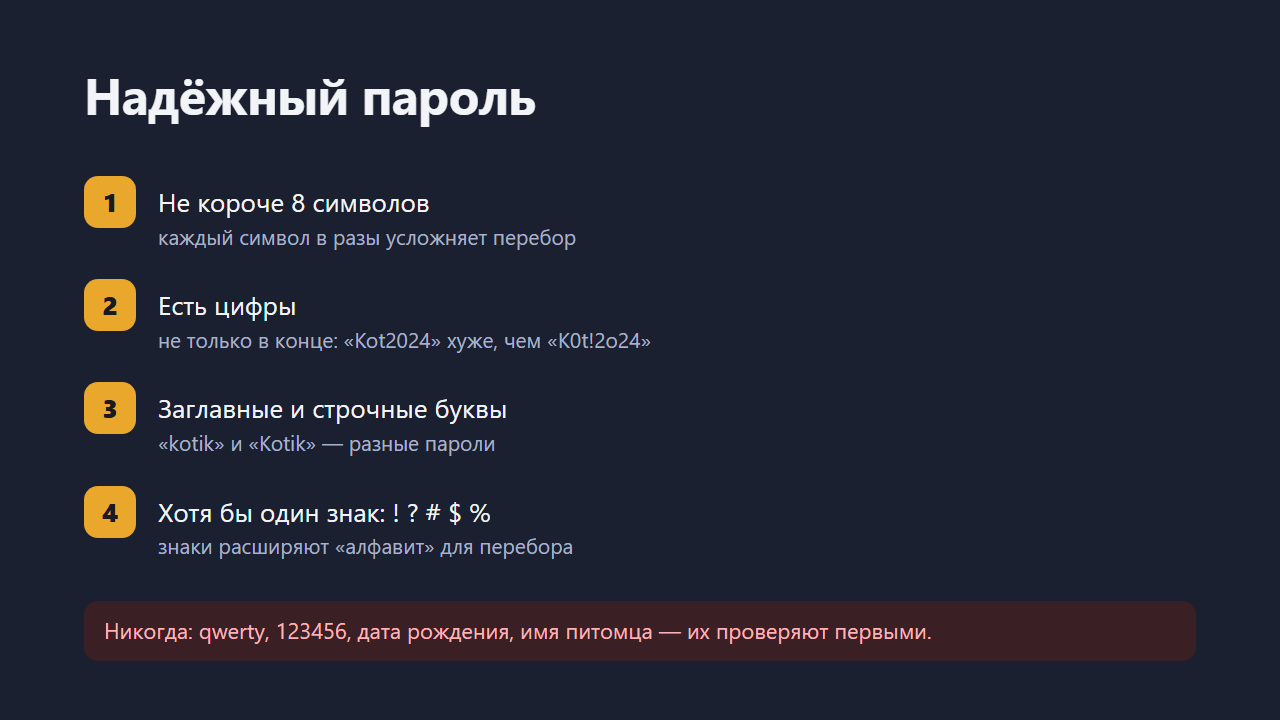 Надёжный пароль
1
Не короче 8 символов
каждый символ в разы усложняет перебор
2
Есть цифры
не только в конце: «Kot2024» хуже, чем «K0t!2o24»
3
Заглавные и строчные буквы
«kotik» и «Kotik» — разные пароли
4
Хотя бы один знак: ! ? # $ %
знаки расширяют «алфавит» для перебора
Никогда: qwerty, 123456, дата рождения, имя питомца — их проверяют первыми.